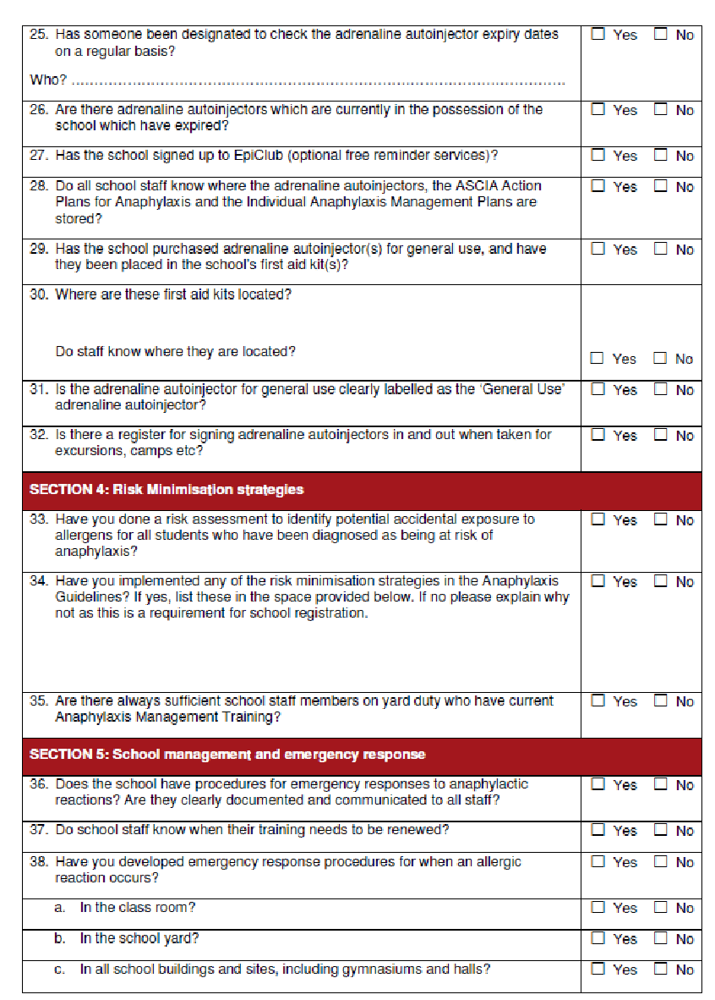 25. Has someone been designated to check the adrenaline autoinjector expiry dates ☐ Yes ☐ No
on a regular basis?
Who? ....................................................................................................................
26. Are there adrenaline autoinjectors which are currently in the possession of the ☐ Yes ☐ No
school which have expired?
27. Has the school signed up to EpiClub (optional free reminder services)? ☐ Yes ☐ No
28. Do all school staff know where the adrenaline autoinjectors, the ASCIA Action ☐ Yes ☐ No
Plans for Anaphylaxis and the Individual Anaphylaxis Management Plans are
stored?
29. Has the school purchased adrenaline autoinjector(s) for general use, and have ☐ Yes ☐ No
they been placed in the school's first aid kit(s)?
30. Where are these first aid kits located?
Do staff know where they are located? ☐ Yes ☐ No
31. Is the adrenaline autoinjector for general use clearly labelled as the ‘General Use’ ☐ Yes ☐ No
adrenaline autoinjector?
32. Is there a register for signing adrenaline autoinjectors in and out when taken for ☐ Yes ☐ No
excursions, camps etc?
SECTION 4: Risk Minimisation strategies
33. Have you done a risk assessment to identify potential accidental exposure to ☐ Yes ☐ No
allergens for all students who have been diagnosed as being at risk of
anaphylaxis?
34. Have you implemented any of the risk minimisation strategies in the Anaphylaxis ☐ Yes ☐ No
Guidelines? If yes, list these in the space provided below. If no please explain why
not as this is a requirement for school registration.
35. Are there always sufficient school staff members on yard duty who have current ☐ Yes ☐ No
Anaphylaxis Management Training?
SECTION 5: School management and emergency response
36. Does the school have procedures for emergency responses to anaphylactic ☐ Yes ☐ No
reactions? Are they clearly documented and communicated to all staff?
37. Do school staff know when their training needs to be renewed? ☐ Yes ☐ No
38. Have you developed emergency response procedures for when an allergic ☐ Yes ☐ No
reaction occurs?
a. In the class room? ☐ Yes ☐ No
b. In the school yard? ☐ Yes ☐ No
c. In all school buildings and sites, including gymnasiums and halls? ☐ Yes ☐ No